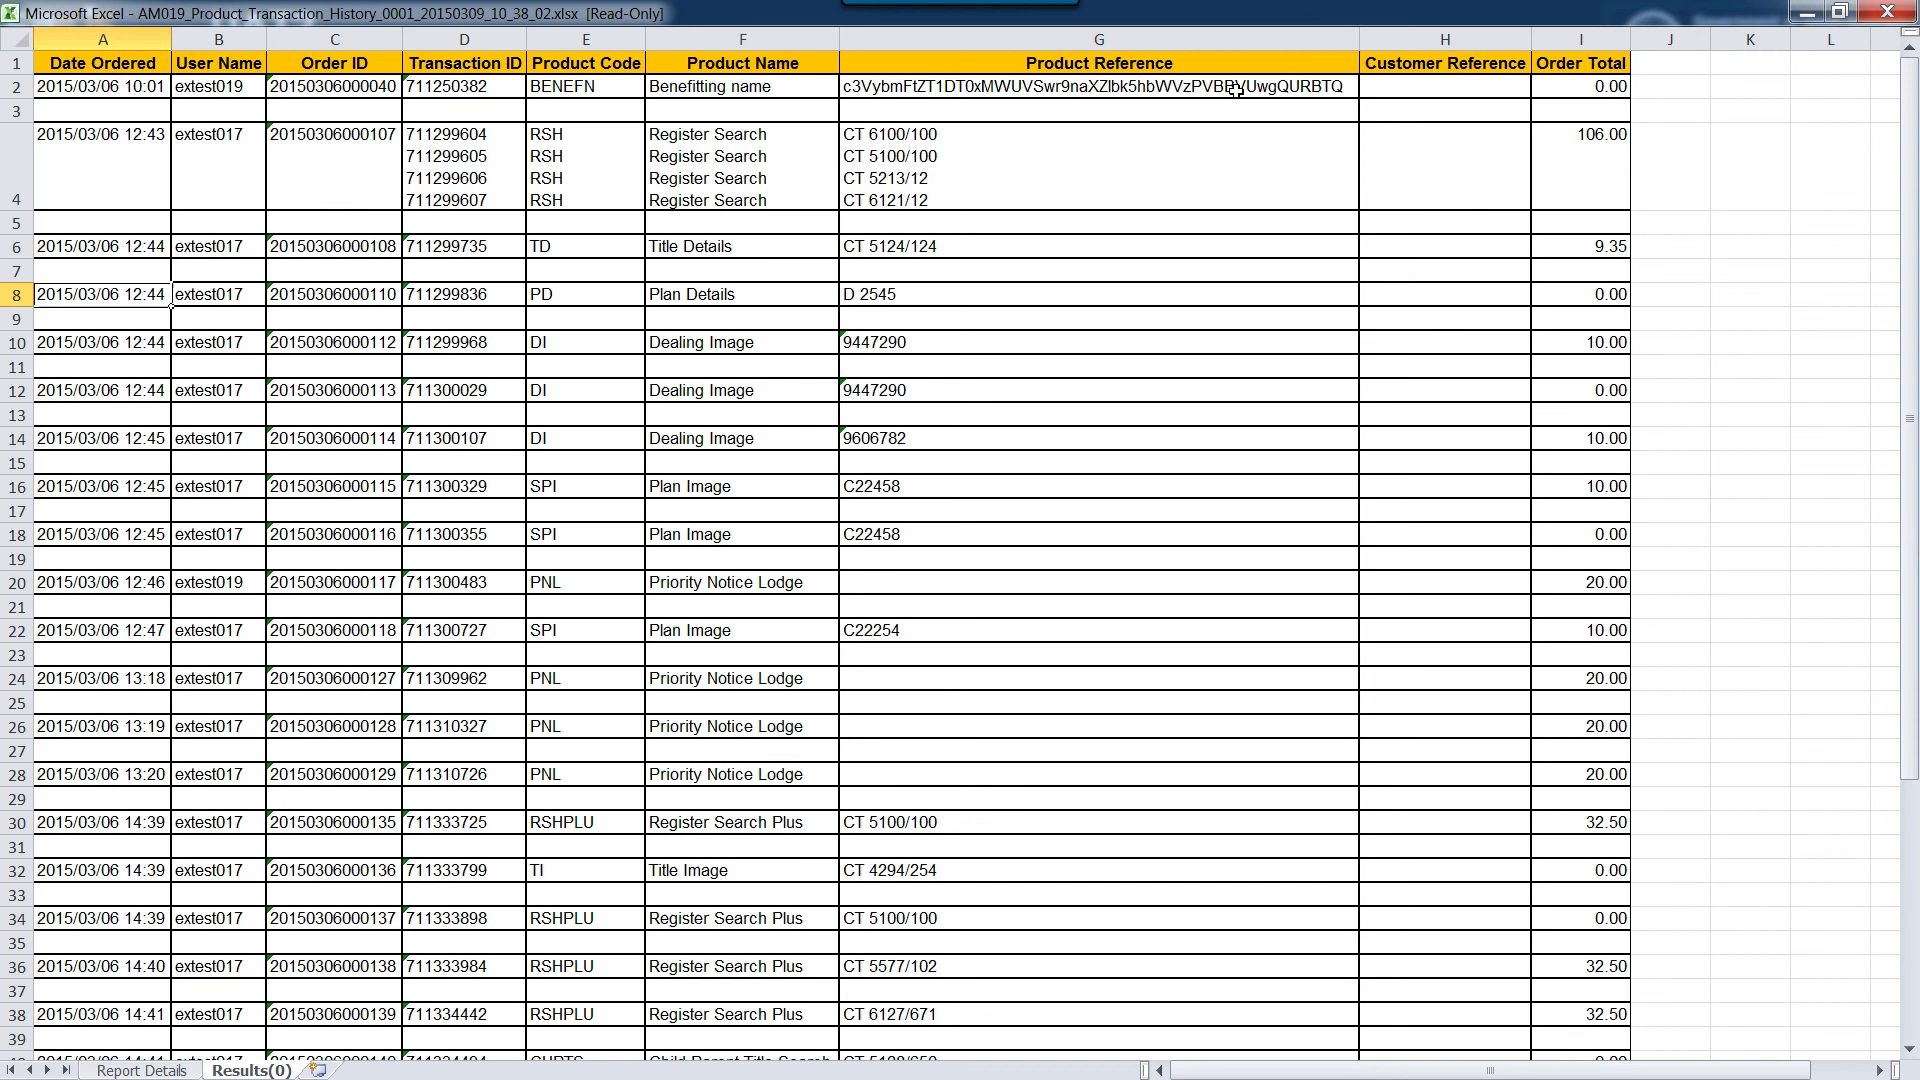 Microsoft Excel - AM019_Product_Transaction_History_0001_20150309_10_38_02.xlsx [Read-Only]
A B C D E F G H I J K L
1 Date Ordered User Name Order ID Transaction ID Product Code Product Name Product Reference Customer Reference Order Total
2 2015/03/06 10:01 extest019 20150306000040 711250382 BENEFN Benefitting name 0.00
3
2015/03/06 12:43 extest017 20150306000107 711299604 RSH Register Search CT 6100/100 106.00
711299605 RSH Register Search CT 5100/100
711299606 RSH Register Search CT 5213/12
4 711299607 RSH Register Search CT 6121/12
5
6 2015/03/06 12:44 extest017 20150306000108 711299735 TD Title Details CT 5124/124 9.35
7
8 2015/03/06 12:44 extest017 20150306000110 711299836 PD Plan Details D 2545 0.00
9
10 2015/03/06 12:44 extest017 20150306000112 711299968 DI Dealing Image 9447290 10.00
11
12 2015/03/06 12:44 extest017 20150306000113 711300029 DI Dealing Image 9447290 0.00
13
14 2015/03/06 12:45 extest017 20150306000114 711300107 DI Dealing Image 9606782 10.00
15
16 2015/03/06 12:45 extest017 20150306000115 711300329 SPI Plan Image C22458 10.00
17
18 2015/03/06 12:45 extest017 20150306000116 711300355 SPI Plan Image C22458 0.00
19
20 2015/03/06 12:46 extest019 20150306000117 711300483 PNL Priority Notice Lodge 20.00
21
22 2015/03/06 12:47 extest017 20150306000118 711300727 SPI Plan Image C22254 10.00
23
24 2015/03/06 13:18 extest017 20150306000127 711309962 PNL Priority Notice Lodge 20.00
25
26 2015/03/06 13:19 extest017 20150306000128 711310327 PNL Priority Notice Lodge 20.00
27
28 2015/03/06 13:20 extest017 20150306000129 711310726 PNL Priority Notice Lodge 20.00
29
30 2015/03/06 14:39 extest017 20150306000135 711333725 RSHPLU Register Search Plus CT 5100/100 32.50
31
32 2015/03/06 14:39 extest017 20150306000136 711333799 TI Title Image CT 4294/254 0.00
33
34 2015/03/06 14:39 extest017 20150306000137 711333898 RSHPLU Register Search Plus CT 5100/100 0.00
35
36 2015/03/06 14:40 extest017 20150306000138 711333984 RSHPLU Register Search Plus CT 5577/102 32.50
37
38 2015/03/06 14:41 extest017 20150306000139 711334442 RSHPLU Register Search Plus CT 6127/671 32.50
39
Report Details Results(0)